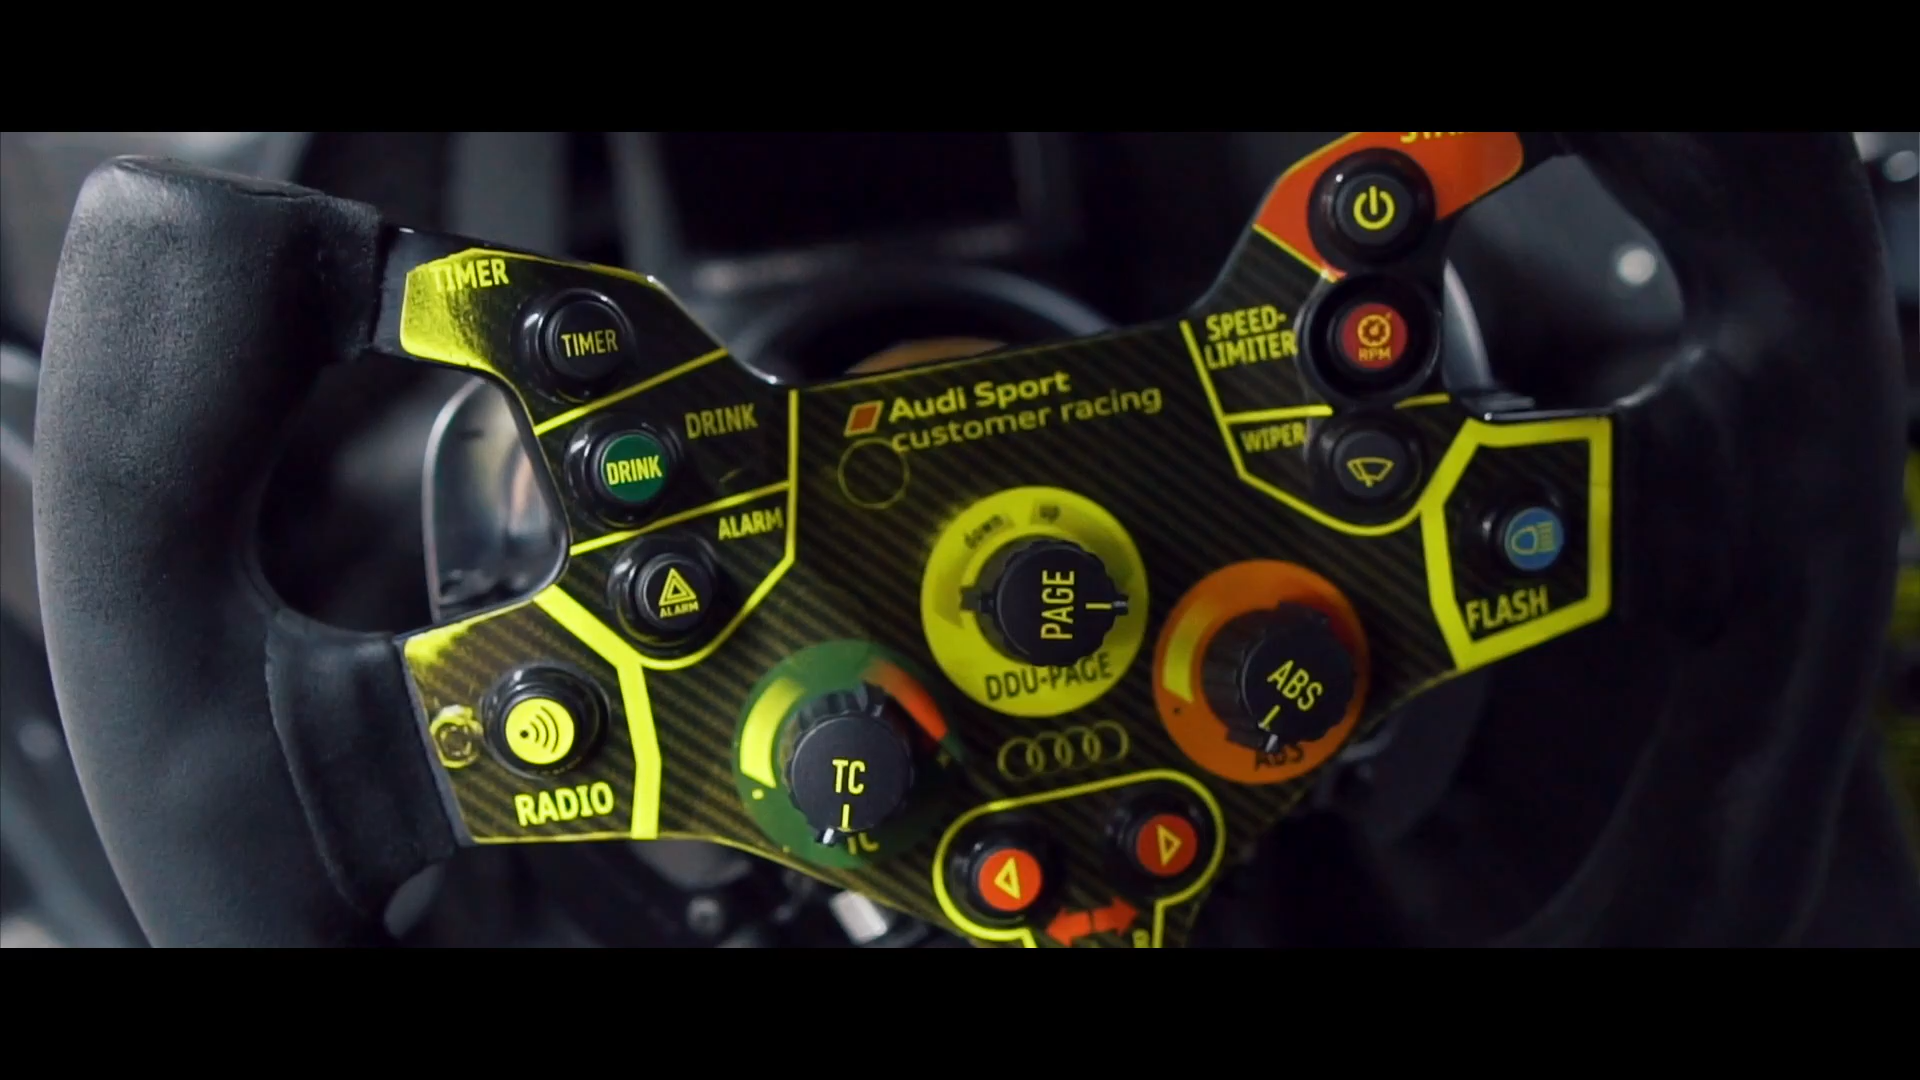 TIMER
TIMER
DRINK
DRINK
ALARM
ALARM
RADIO
Audi Sport
customer racing
SPEED-
LIMITER
RPM
WIPER
FLASH
down up
PAGE
DDU-PAGE
TC
TC
ABS
ABS